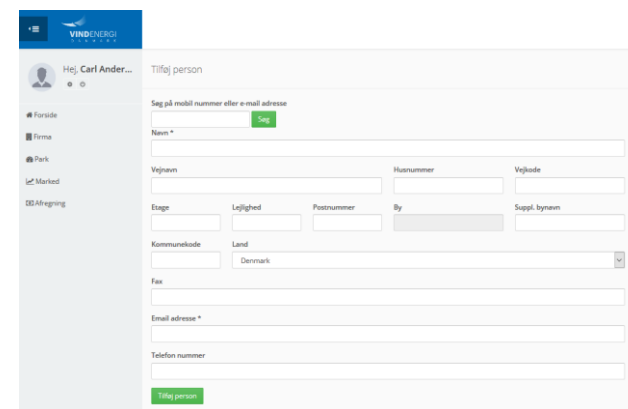 VINDENERGI
Hej, Carl Ander...
Tilføj person
Søg på mobil nummer eller e-mail adresse
Søg
Navn *
Vejnavn Husnummer Vejkode
Etage Lejlighed Postnummer By Suppl. bynavn
Kommunekode Land
Denmark
Fax
Email adresse *
Telefon nummer
Tilføj person
Forside
Firma
Park
Marked
Afregning